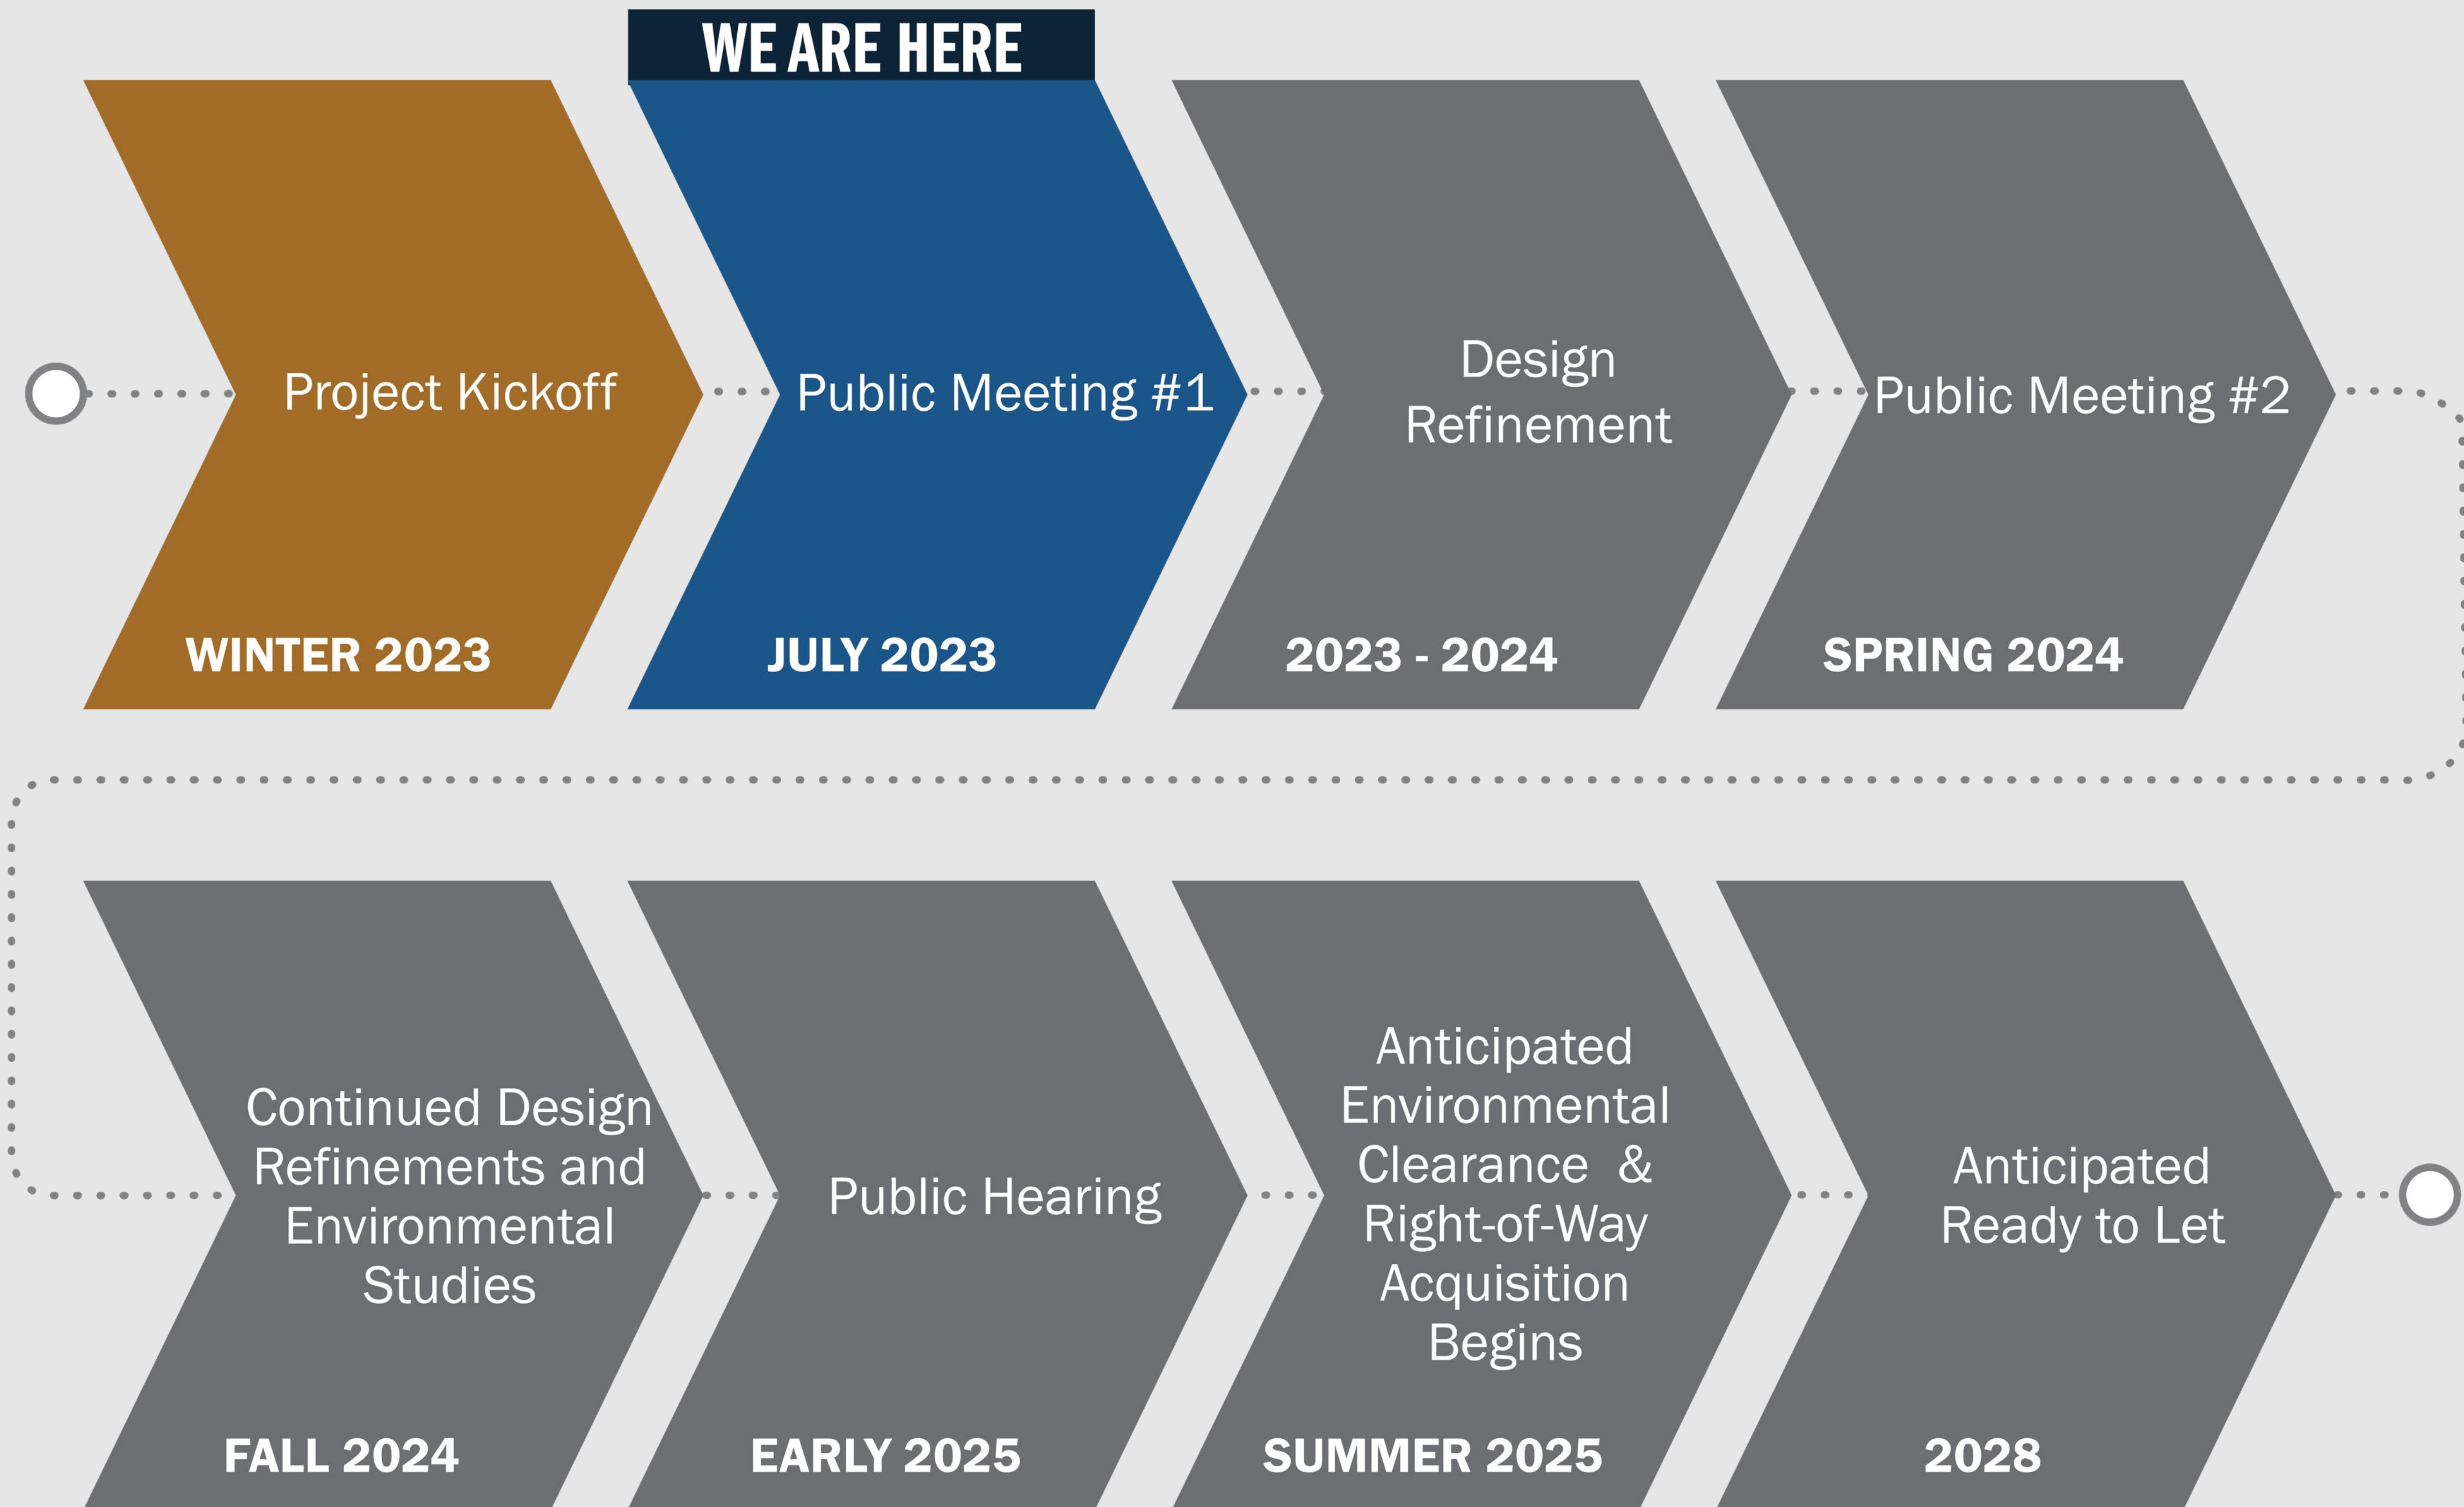 WE ARE HERE
Project Kickoff
WINTER 2023
Public Meeting #1
JULY 2023
Design
Refinement
2023 - 2024
Public Meeting #2
SPRING 2024
Continued Design
Refinements and
Environmental
Studies
FALL 2024
Public Hearing
EARLY 2025
Anticipated
Environmental
Clearance &
Right-of-Way
Acquisition
Begins
SUMMER 2025
Anticipated
Ready to Let
2028